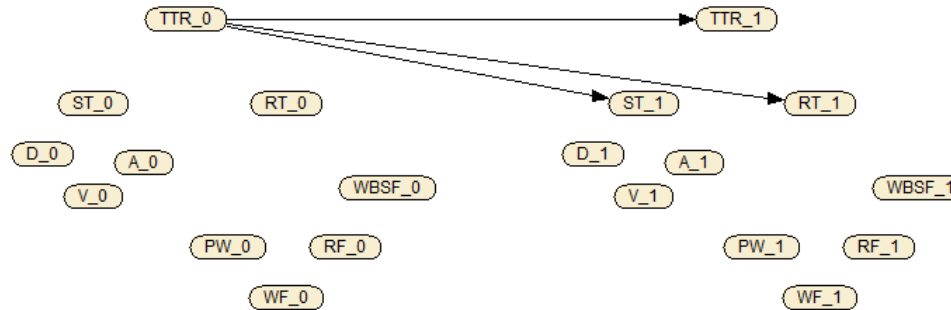 TTR_0
TTR_1
ST_0
RT_0
ST_1
RT_1
D_0
A_0
D_1
A_1
V_0
WBSF_0
V_1
WBSF_1
PW_0
RF_0
PW_1
RF_1
WF_0
WF_1